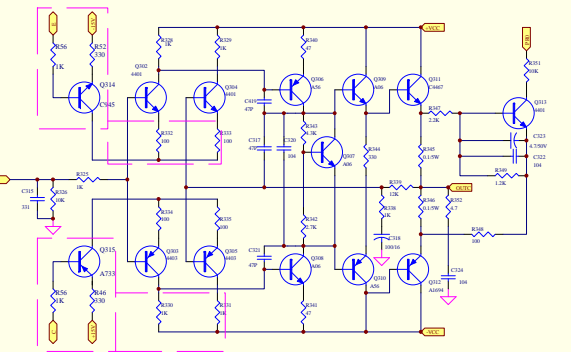 +VCC
R56
1K
R52
330
Q314
C945
R328
1K
R329
1K
Q302
4401
Q304
4401
R332
100
R333
100
C419
47P
C317
C320
104
R340
47
Q306
A56
R343
Q307
A06
Q309
A06
Q311
C4467
R344
330
R345
0.1/5W
R347
2.2K
R351
10K
Q313
4401
C323
4.7/50V
C322
104
R349
1.2K
C315
331
R326
10K
R325
1K
R339
12K
OUTC
R338
1K
C318
100/16
R346
0.1/5W
R352
4.7
R348
100
C324
104
R334
100
R335
100
Q315
A733
Q303
4403
Q305
4403
R56
1K
R46
330
R330
1K
R331
1K
C321
47P
R342
2.7K
Q308
A06
R341
47
Q310
A56
Q312
A1694
-VCC